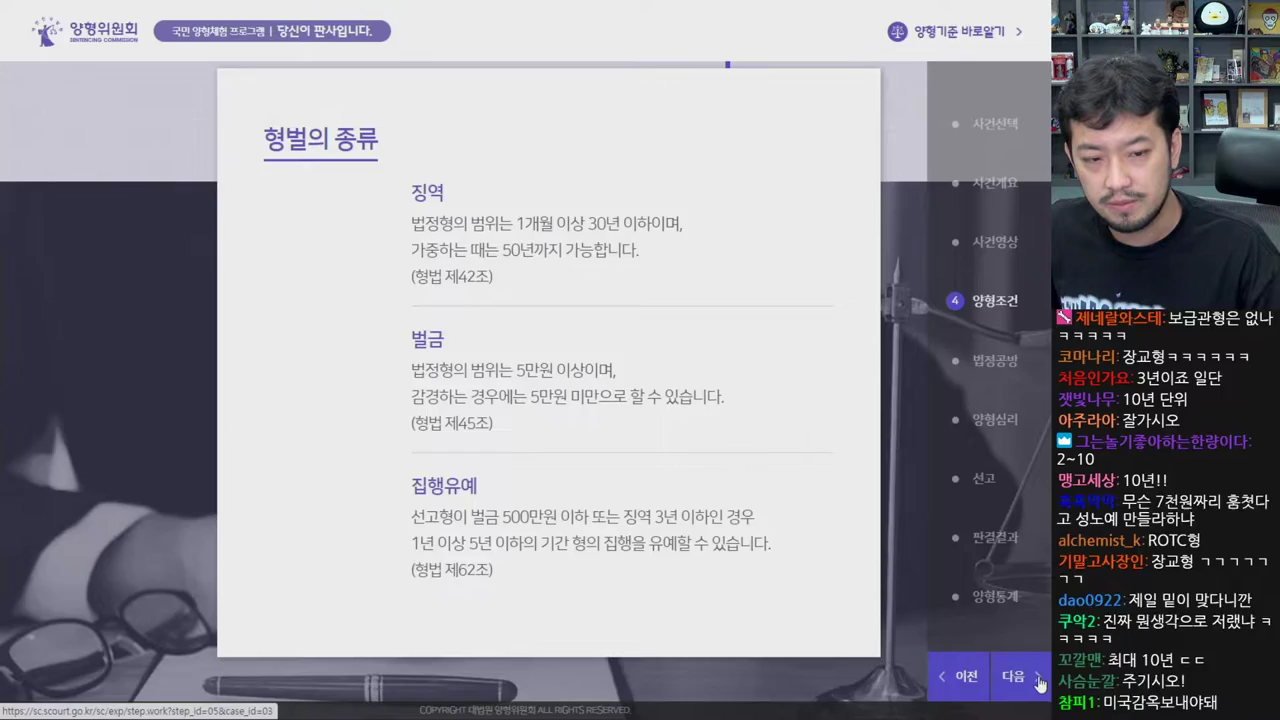 양형위원회
SENTENCING COMMISSION
국민 양형체험 프로그램 | 당신이 판사입니다.
양형기준 바로알기
형벌의 종류
징역
법정형의 범위는 1개월 이상 30년 이하이며,
가중하는 때는 50년까지 가능합니다.
(형법 제42조)
벌금
법정형의 범위는 5만원 이상이며,
감경하는 경우에는 5만원 미만으로 할 수 있습니다.
(형법 제45조)
집행유예
선고형이 벌금 500만원 이하 또는 징역 3년 이하인 경우
1년 이상 5년 이하의 기간 형의 집행을 유예할 수 있습니다.
(형법 제62조)
사건선택
사건개요
사건영상
4 양형조건
법정공방
양형심리
선고
판결결과
양형통계
이전
다음
COPYRIGHT 대법원 양형위원회 ALL RIGHTS RESERVED.
https://sc.scourt.go.kr/sc/exp/step.work?step_id=05&case_id=03
제네랄와스테: 보급관형은 없나
ㅋㅋㅋㅋㅋ
코마나리: 장교형ㅋㅋㅋㅋㅋㅋ
처음인가요: 3년이죠 일단
잿빛나무: 10년 단위
아주라아: 잘가시오
그는놀기좋아하는한량이다:
2~10
맹고세상: 10년!!
무슨 7천원짜리 훔쳤다
고 성노예 만들라하냐
alchemist_k: ROTC형
기말고사장인: 장교형 ㄱㄱㄱㄱㄱ
ㄱㄱ
dao0922: 제일 밑이 맞다니깐
쿠악2: 진짜 뭔생각으로 저랬냐 ㅋ
ㅋㅋㅋㅋ
꼬깔맨: 최대 10년 ㄷㄷ
사슴눈깔: 주기시오!
참피1: 미국감옥보내야돼